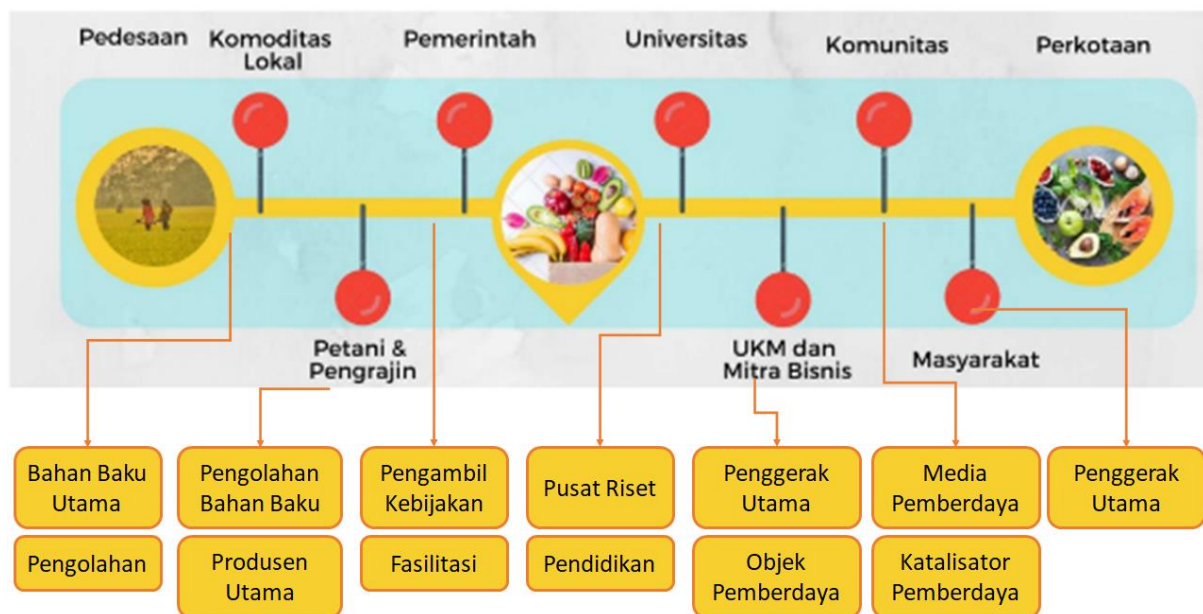 Pedesaan
Komoditas
Lokal
Pemerintah
Universitas
Komunitas
Perkotaan
Petani &
Pengrajin
UKM dan
Mitra Bisnis
Masyarakat
Bahan Baku
Utama
Pengolahan
Bahan Baku
Pengambil
Kebijakan
Pusat Riset
Penggerak
Utama
Media
Pemberdaya
Penggerak
Utama
Pengolahan
Produsen
Utama
Fasilitasi
Pendidikan
Objek
Pemberdaya
Katalisator
Pemberdaya